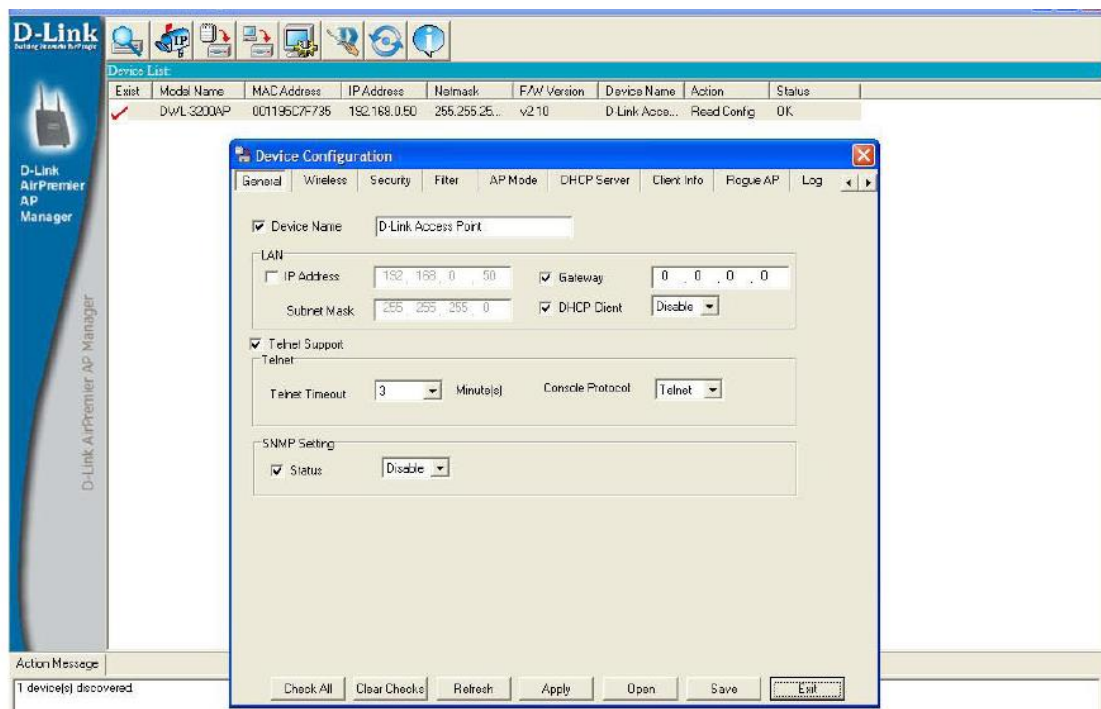 D-Link
Building Networks for People
Device List:
Exist Model Name MAC Address IP Address Netmask F/W Version Device Name Action Status
DWL-3200AP 001195C7F735 192.168.0.50 255.255.25... v2.10 D-Link Acce... Read Config OK
D-Link
AirPremier
AP
Manager
D-Link AirPremier AP Manager
Device Configuration
General Wireless Security Filter AP Mode DHCP Server Client Info Rogue AP Log
Device Name D-Link Access Point
LAN
IP Address 192 . 168 . 0 . 50 Gateway 0 . 0 . 0 . 0
Subnet Mask 255 . 255 . 255 . 0 DHCP Client Disable
Telnet Support
Telnet
Telnet Timeout 3 Minute(s) Console Protocol Telnet
SNMP Setting
Status Disable
Check All Clear Checks Refresh Apply Open Save Exit
Action Message
1 device(s) discovered.
IP